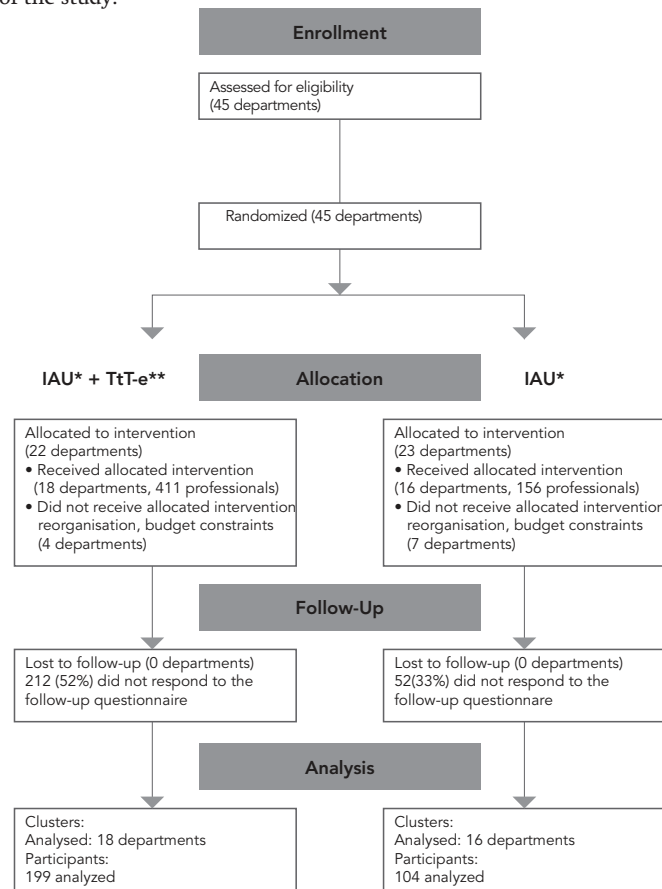 of the study.
Enrollment
Assessed for eligibility
(45 departments)
Randomized (45 departments)
IAU* + TtT-e**
Allocation
IAU*
Allocated to intervention
(22 departments)
• Received allocated intervention
(18 departments, 411 professionals)
• Did not receive allocated intervention
reorganisation, budget constraints
(4 departments)
Allocated to intervention
(23 departments)
• Received allocated intervention
(16 departments, 156 professionals)
• Did not receive allocated intervention
reorganisation, budget constraints
(7 departments)
Follow-Up
Lost to follow-up (0 departments)
212 (52%) did not respond to the
follow-up questionnaire
Lost to follow-up (0 departments)
52(33%) did not respond to the
follow-up questionnare
Analysis
Clusters:
Analysed: 18 departments
Participants:
199 analyzed
Clusters:
Analysed: 16 departments
Participants:
104 analyzed